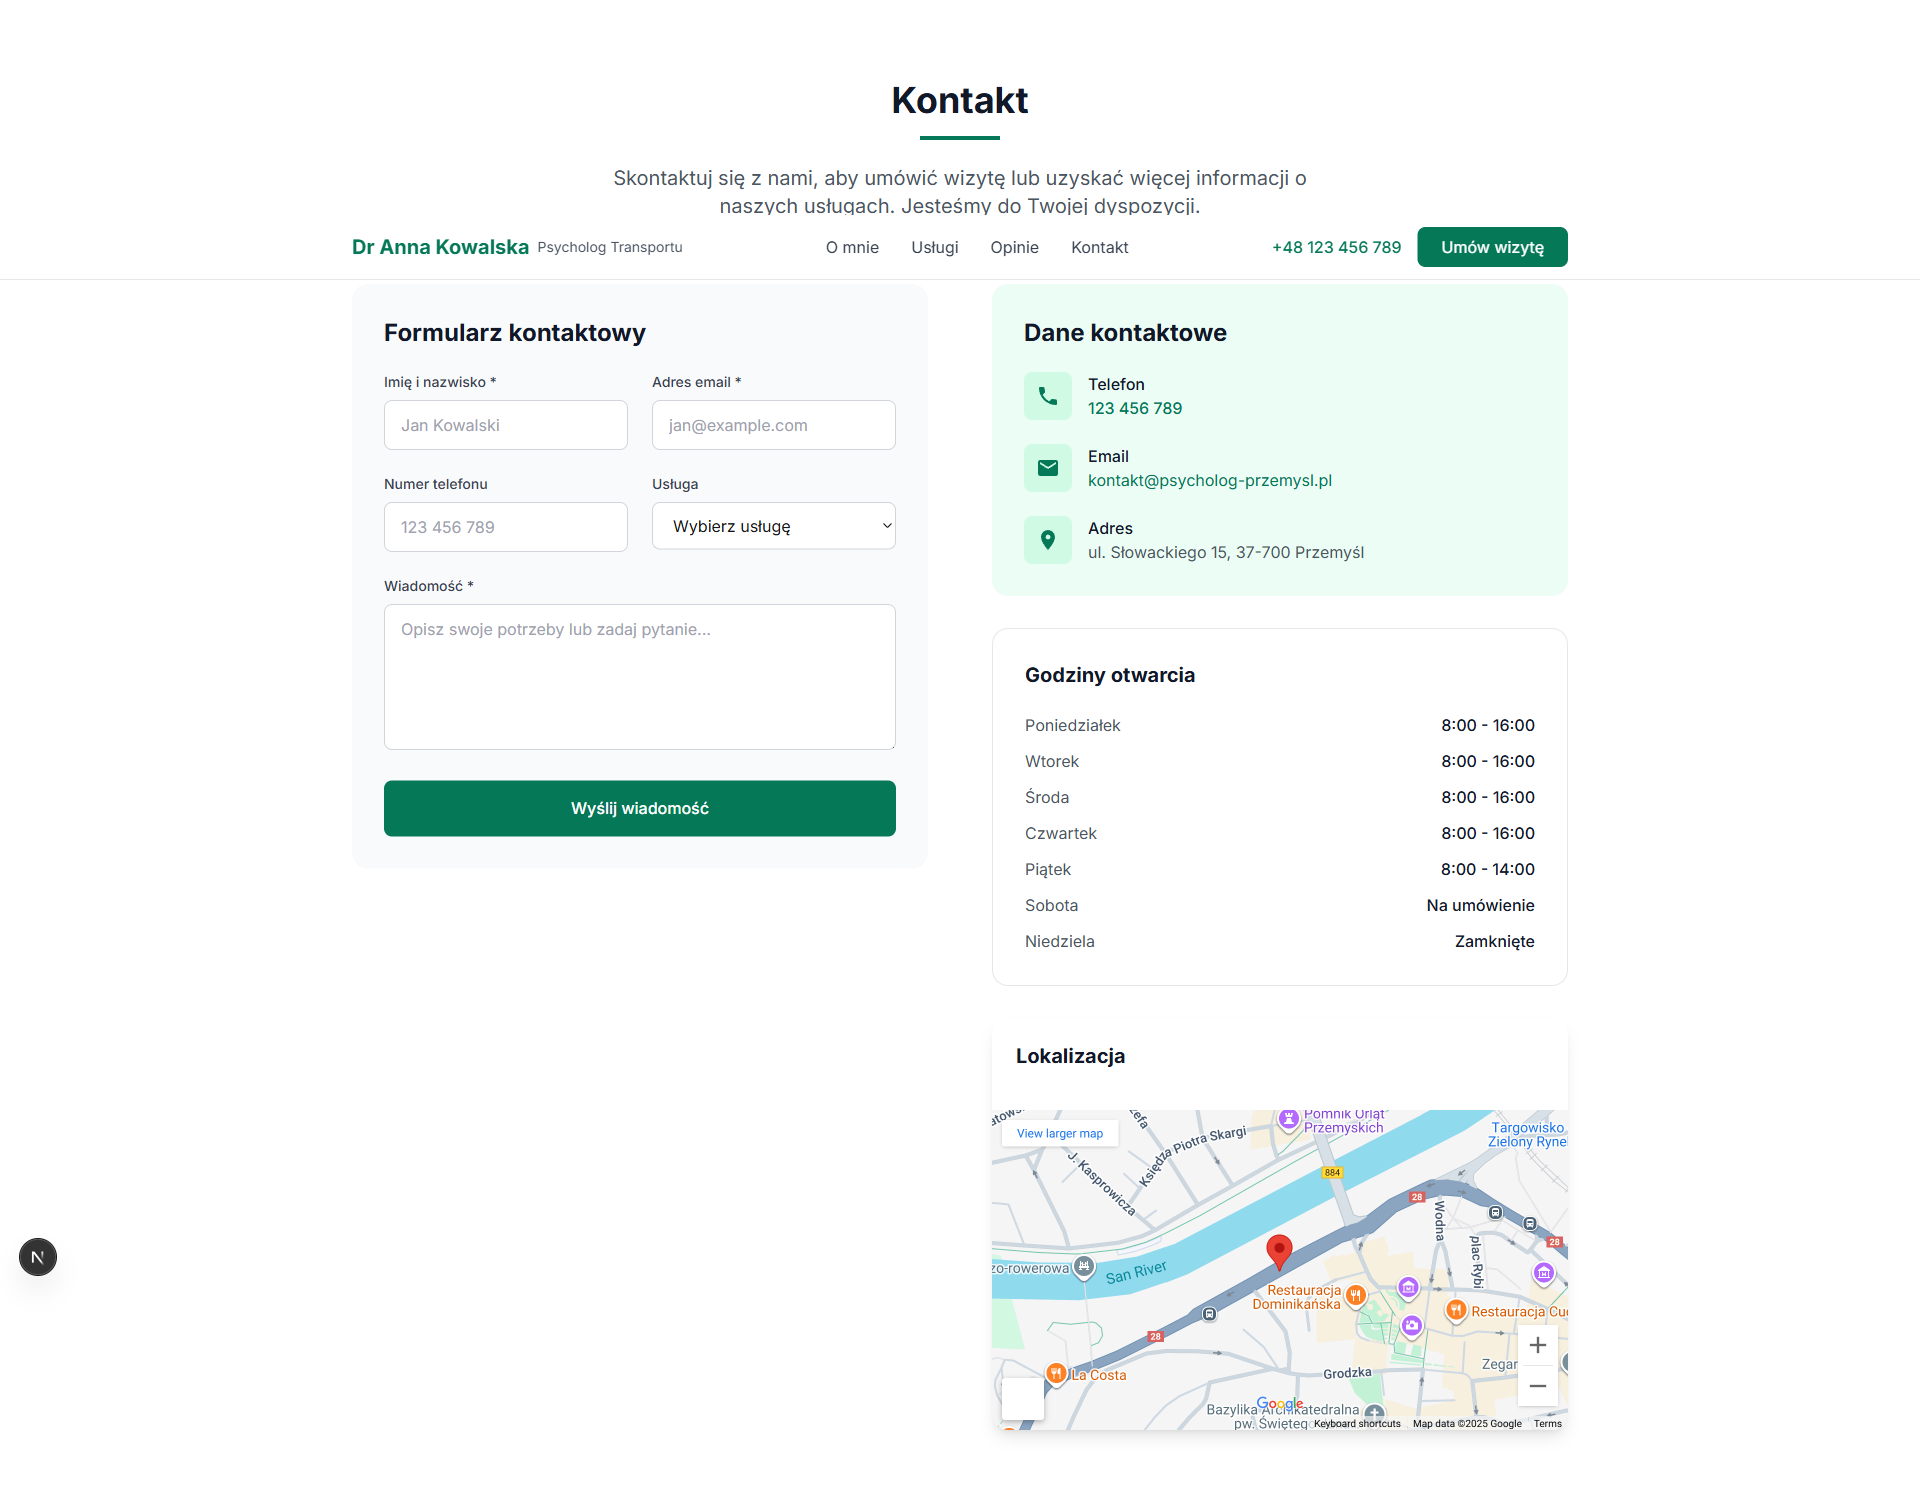 Kontakt
Skontaktuj się z nami, aby umówić wizytę lub uzyskać więcej informacji o
naszych usługach. Jesteśmy do Twojej dyspozycji.
Dr Anna Kowalska Psycholog Transportu
O mnie
Usługi
Opinie
Kontakt
+48 123 456 789
Umów wizytę
Formularz kontaktowy
Imię i nazwisko *
Jan Kowalski
Adres email *
jan@example.com
Numer telefonu
123 456 789
Usługa
Wybierz usługę
Wiadomość *
Opisz swoje potrzeby lub zadaj pytanie...
Wyślij wiadomość
Dane kontaktowe
Telefon
123 456 789
Email
kontakt@psycholog-przemysl.pl
Adres
ul. Słowackiego 15, 37-700 Przemyśl
Godziny otwarcia
Poniedziałek 8:00 - 16:00
Wtorek 8:00 - 16:00
Środa 8:00 - 16:00
Czwartek 8:00 - 16:00
Piątek 8:00 - 14:00
Sobota Na umówienie
Niedziela Zamknięte
Lokalizacja
View larger map
Pomnik Orląt
Przemyskich
Targowisko
Zielony Ryne
Księdza Piotra Skargi
J. Kasprowicza
884
28
Wodna
plac Rybi
28
zo-rowerowa
San River
Restauracja
Dominikańska
Restauracja Cu
28
La Costa
Grodzka
Zegar
Google
Bazylika Archikatedralna
pw. Święteg
Keyboard shortcuts
Map data ©2025 Google
Terms
N